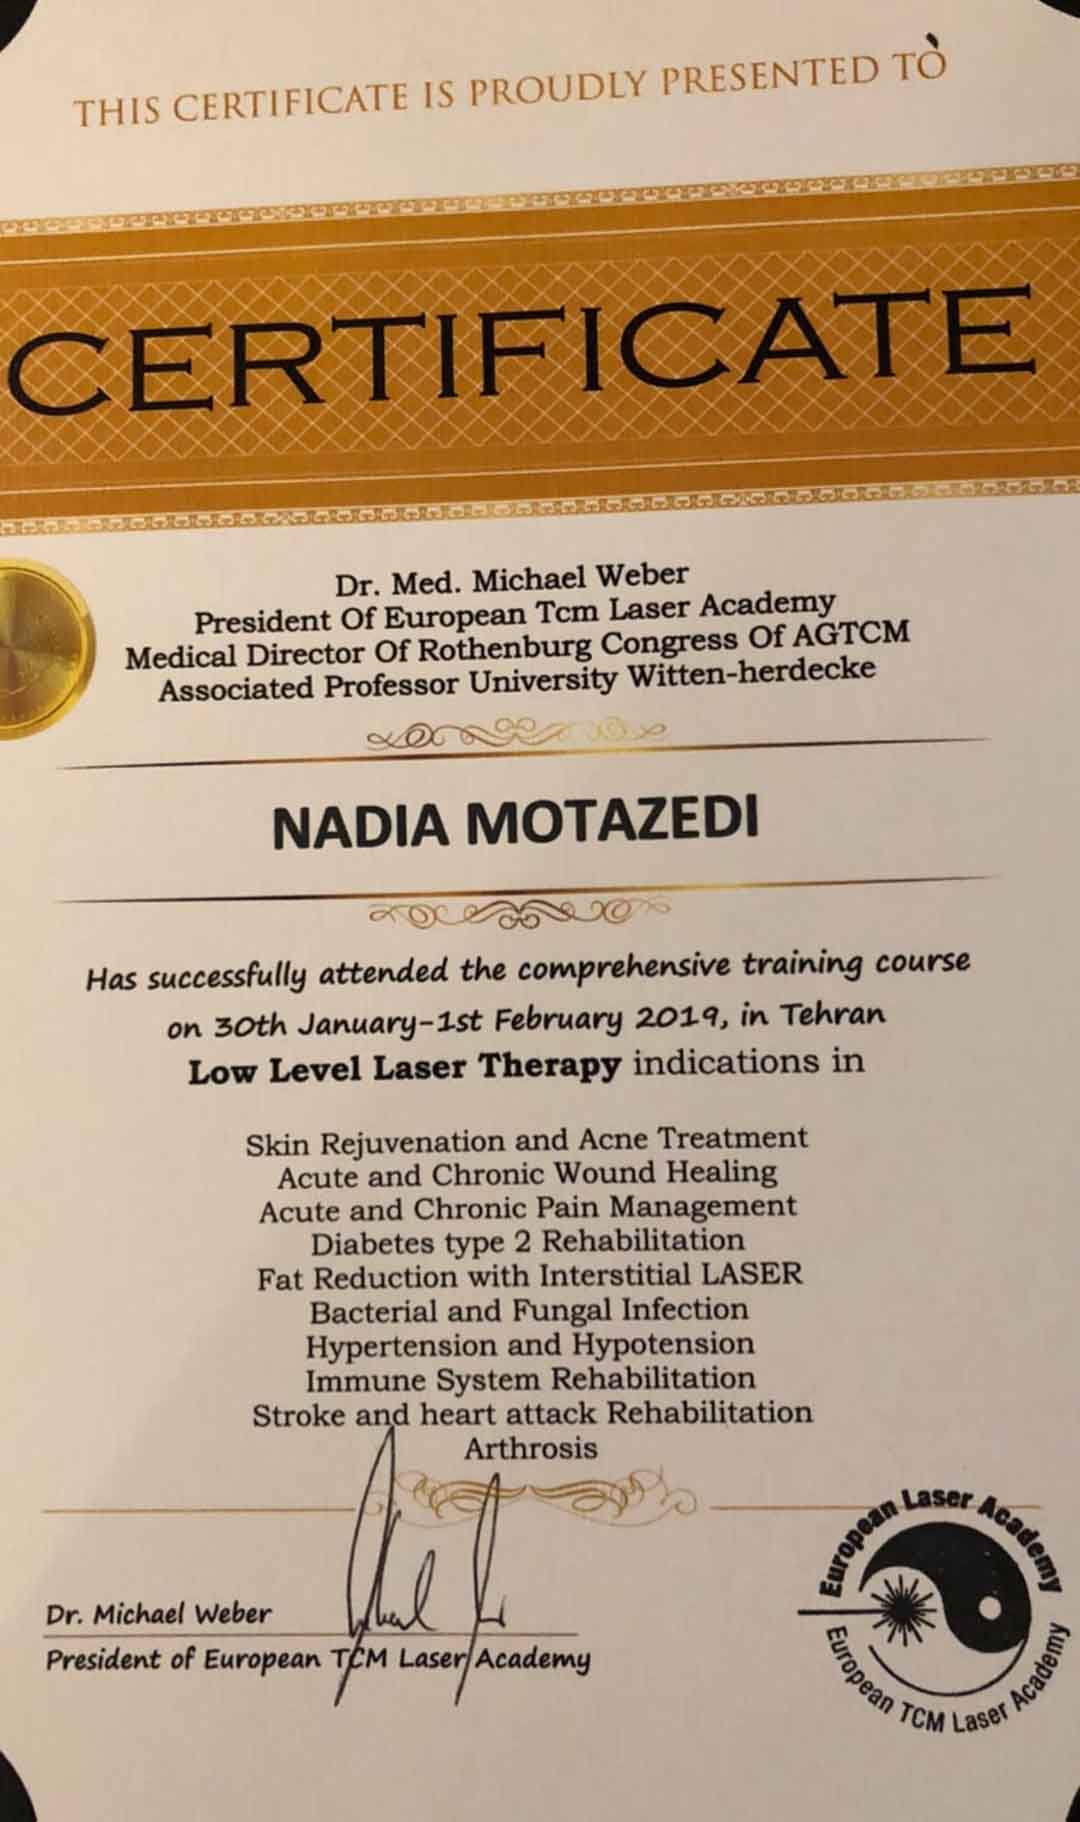 THIS CERTIFICATE IS PROUDLY PRESENTED TO
CERTIFICATE
Dr. Med. Michael Weber
President Of European Tcm Laser Academy
Medical Director Of Rothenburg Congress Of AGTCM
Associated Professor University Witten-herdecke
NADIA MOTAZEDI
Has successfully attended the comprehensive training course
on 30th January-1st February 2019, in Tehran
Low Level Laser Therapy indications in
Skin Rejuvenation and Acne Treatment
Acute and Chronic Wound Healing
Acute and Chronic Pain Management
Diabetes type 2 Rehabilitation
Fat Reduction with Interstitial LASER
Bacterial and Fungal Infection
Hypertension and Hypotension
Immune System Rehabilitation
Stroke and heart attack Rehabilitation
Arthrosis
Dr. Michael Weber
President of European TCM Laser Academy
European Laser Academy
European TCM Laser Academy